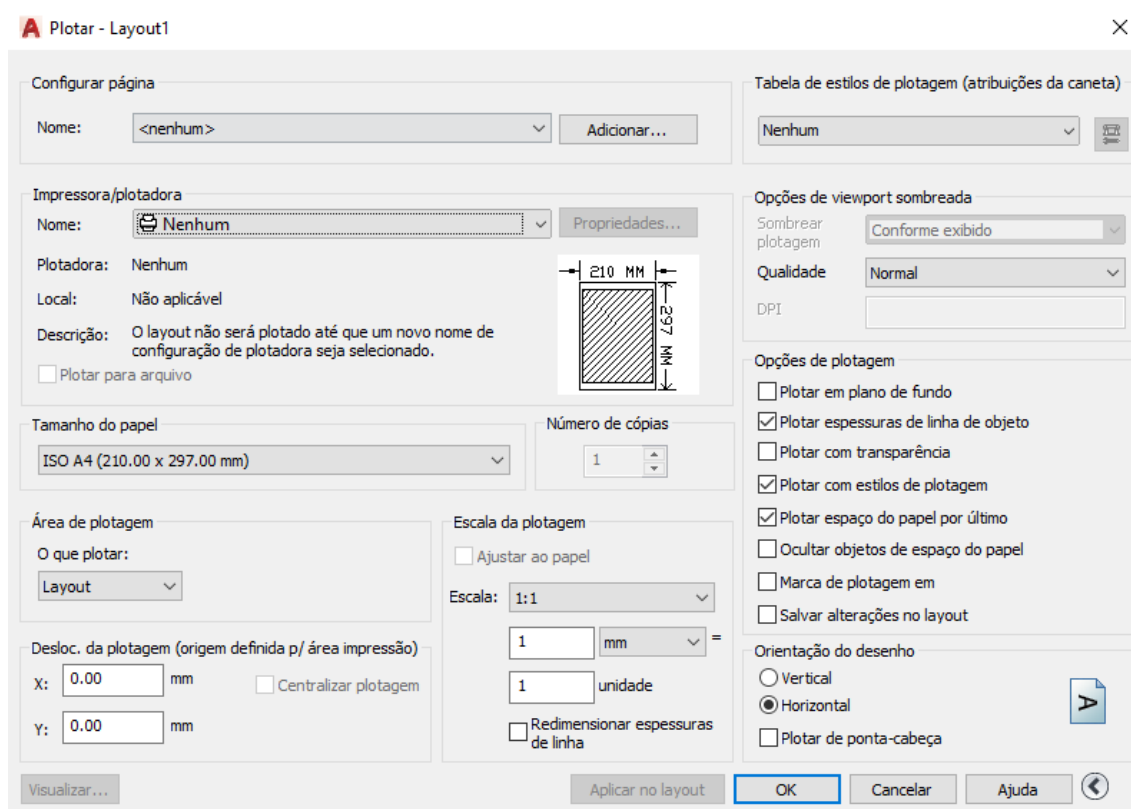 Plotar - Layout1
Configurar página
Nome:
<nenhum>
Adicionar...
Tabela de estilos de plotagem (atribuições da caneta)
Nenhum
Impressora/plotadora
Nome:
Nenhum
Propriedades...
Plotadora:
Nenhum
Local:
Não aplicável
Descrição:
O layout não será plotado até que um novo nome de
configuração de plotadora seja selecionado.
Plotar para arquivo
210 MM
297 MM
Opções de viewport sombreada
Sombrear
plotagem
Conforme exibido
Qualidade
Normal
DPI
Tamanho do papel
ISO A4 (210.00 x 297.00 mm)
Número de cópias
1
Opções de plotagem
Plotar em plano de fundo
Plotar espessuras de linha de objeto
Plotar com transparência
Plotar com estilos de plotagem
Plotar espaço do papel por último
Ocultar objetos de espaço do papel
Marca de plotagem em
Salvar alterações no layout
Área de plotagem
O que plotar:
Layout
Escala da plotagem
Ajustar ao papel
Escala:
1:1
1
mm
=
1
unidade
Redimensionar espessuras
de linha
Desloc. da plotagem (origem definida p/ área impressão)
X:
0.00
mm
Centralizar plotagem
Y:
0.00
mm
Orientação do desenho
Vertical
Horizontal
Plotar de ponta-cabeça
A
Visualizar...
Aplicar no layout
OK
Cancelar
Ajuda